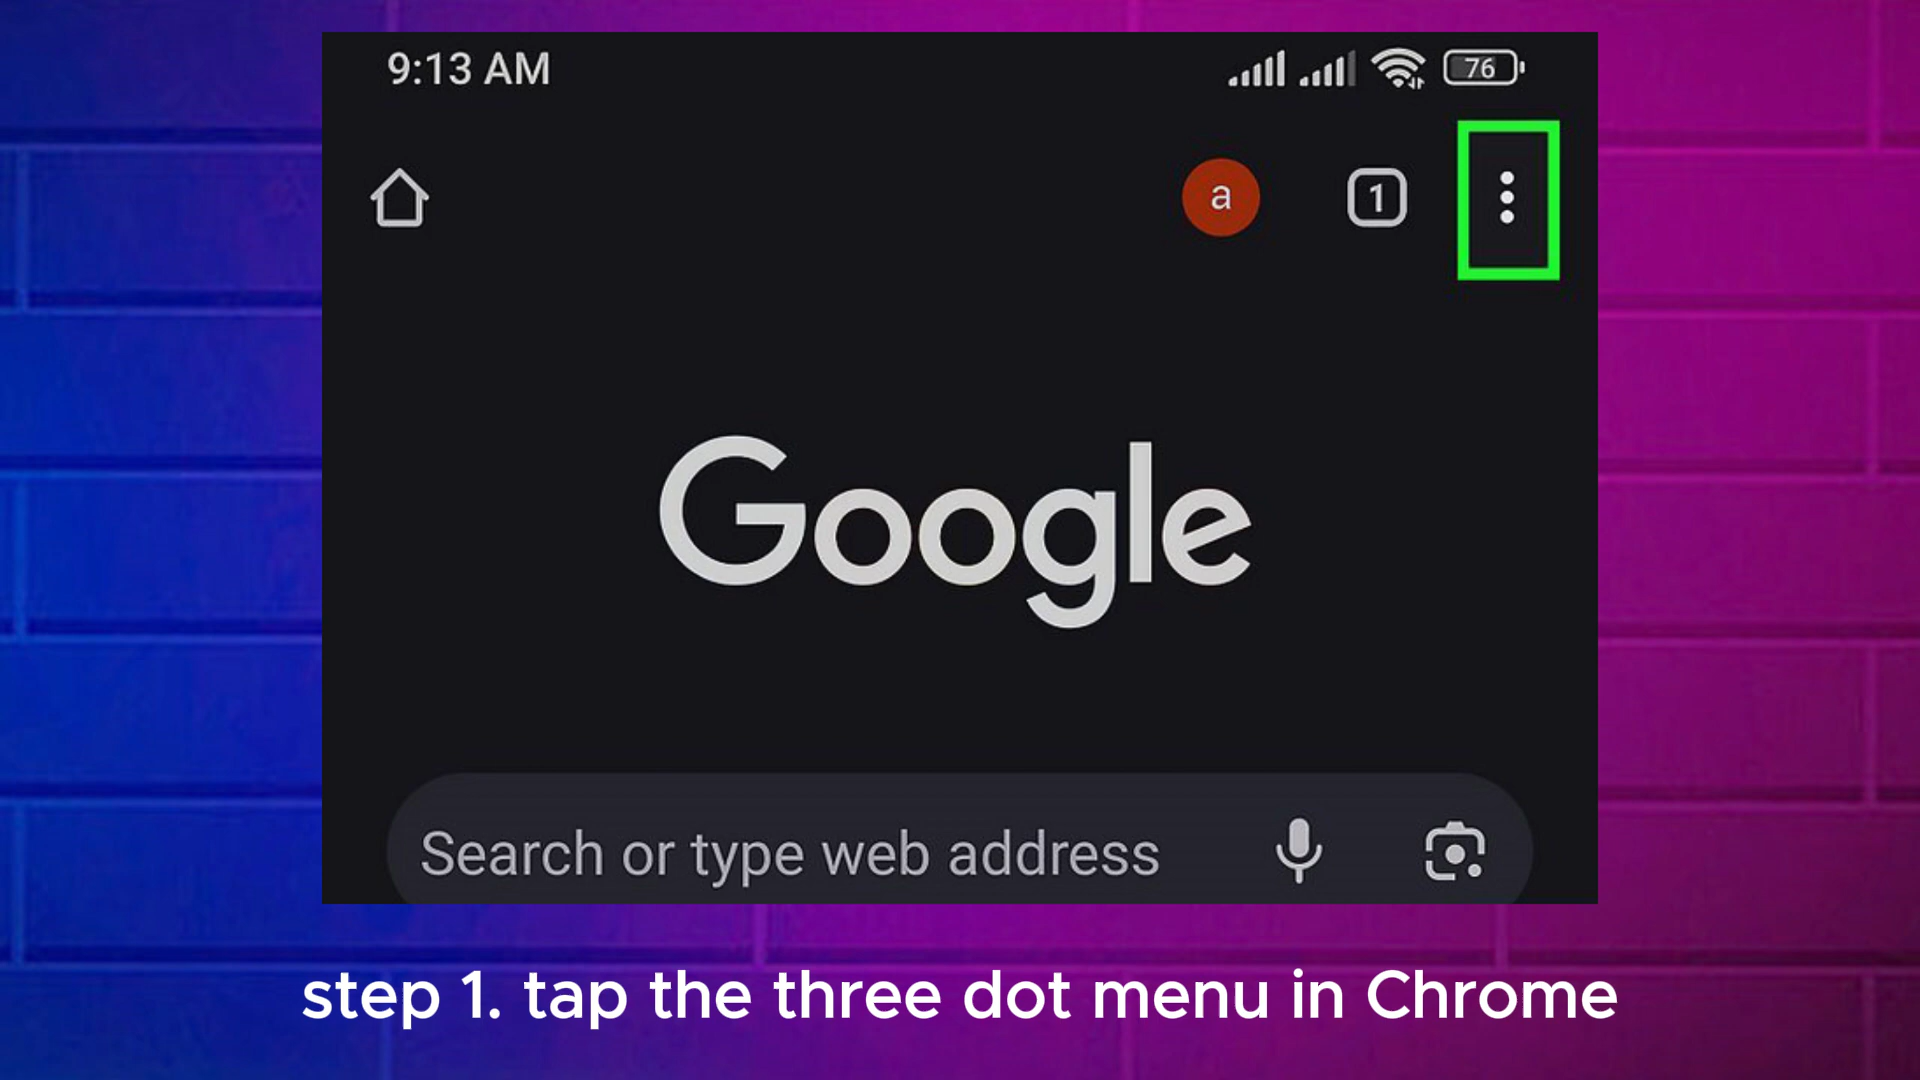 9:13 AM
76
a
1
Google
Search or type web address
step 1. tap the three dot menu in Chrome